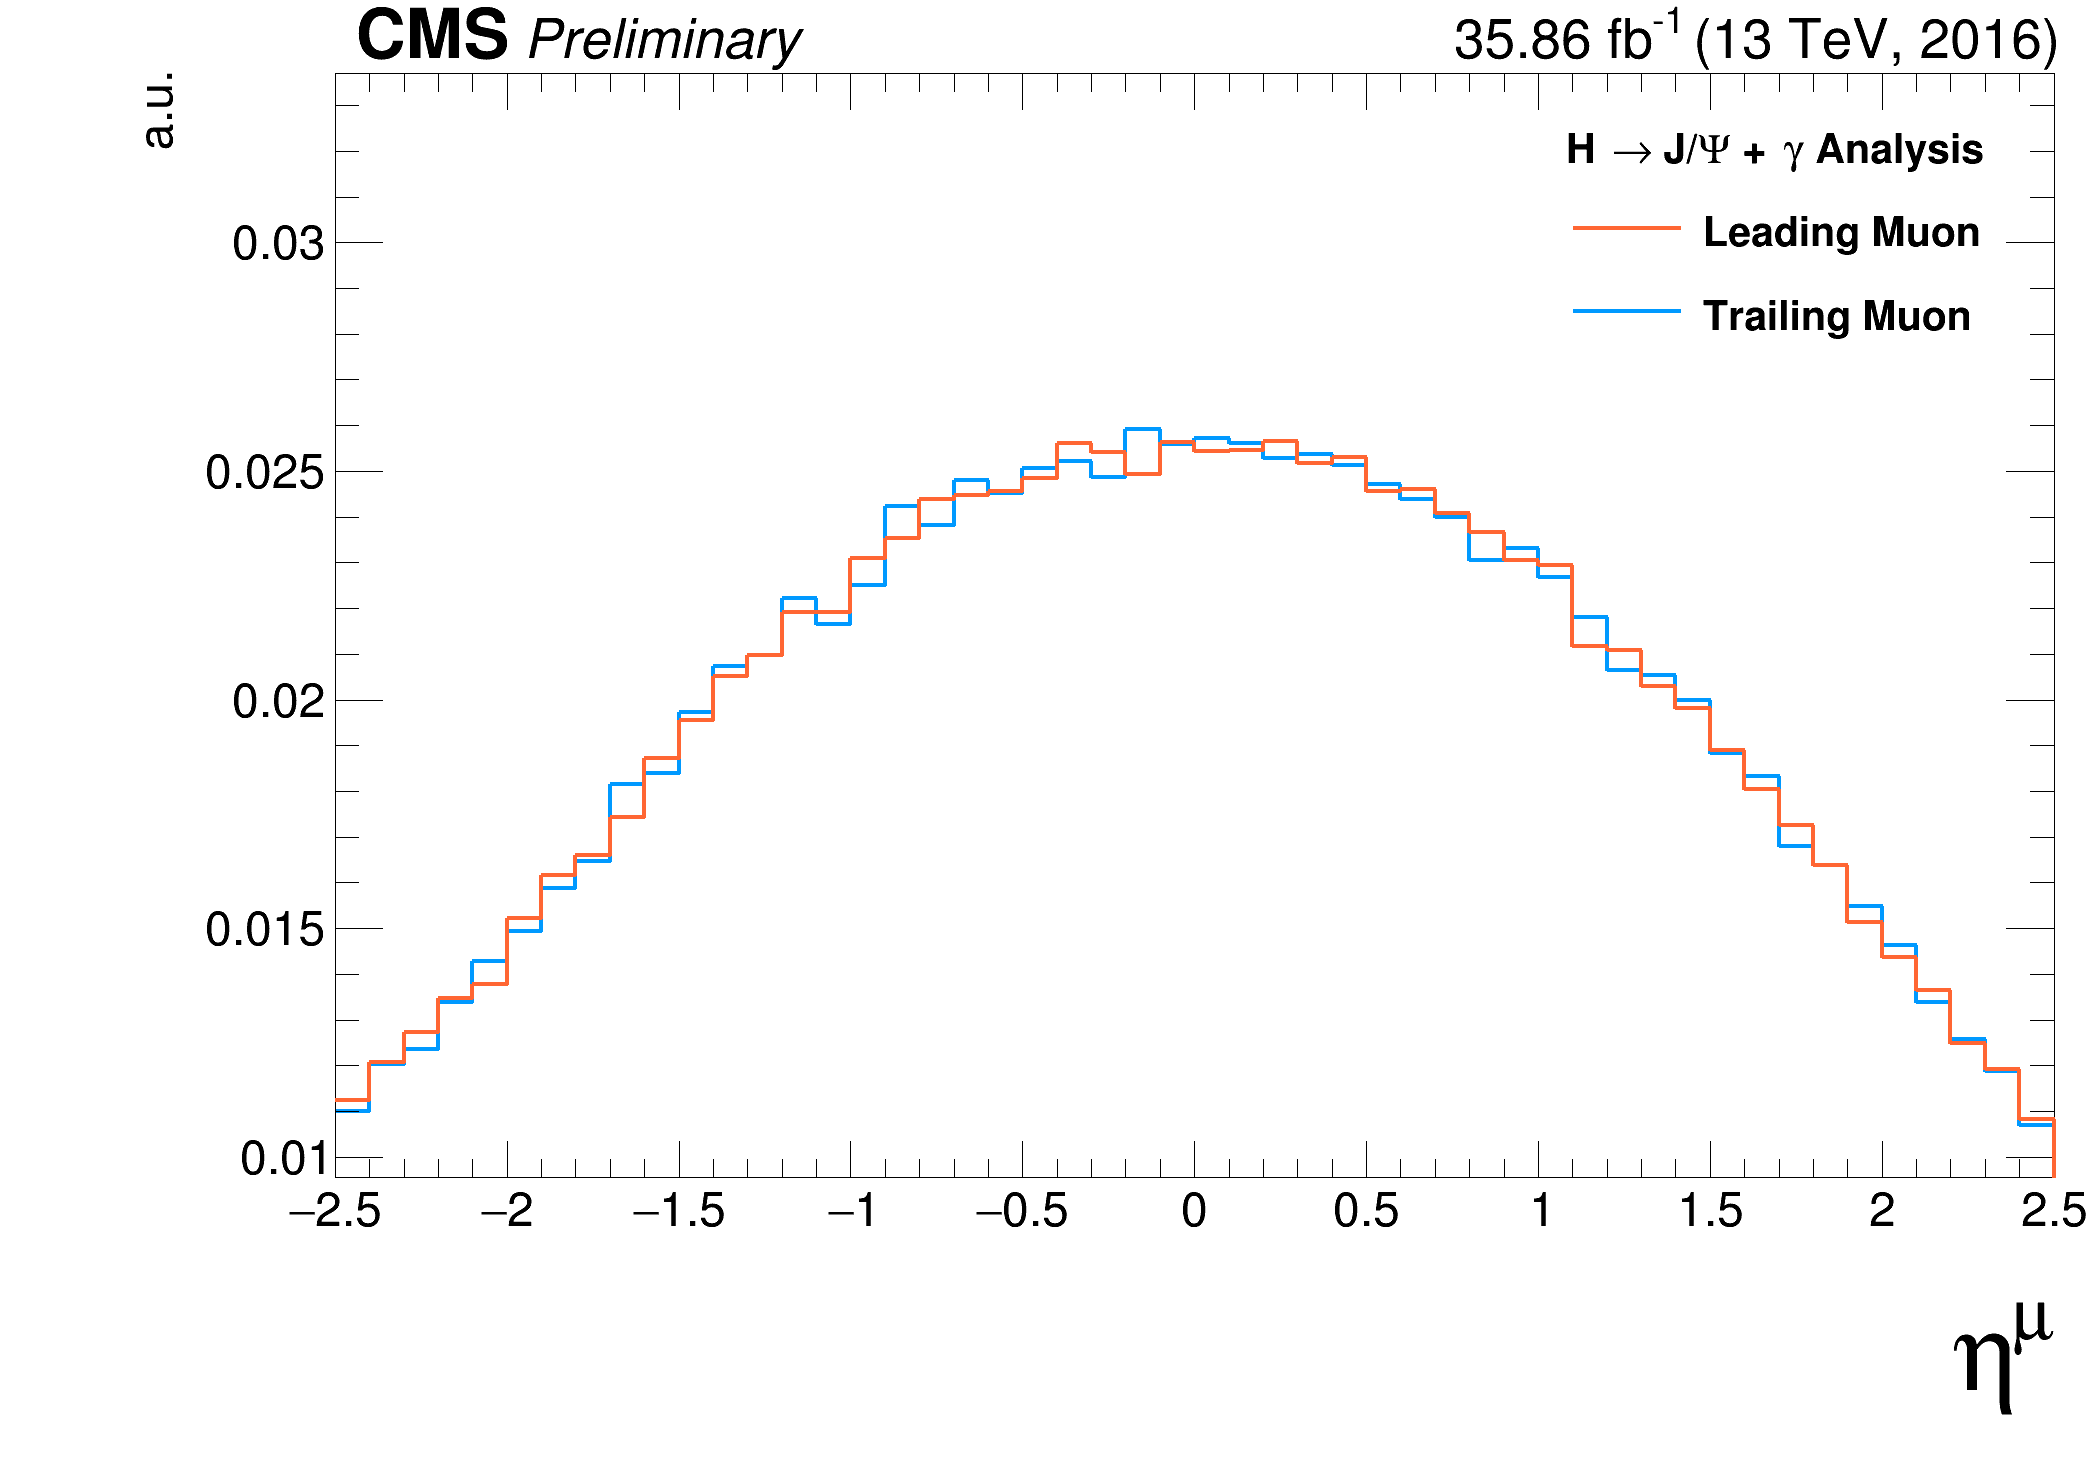 CMS Preliminary
35.86 fb⁻¹ (13 TeV, 2016)
a.u.
H → J/Ψ + γ Analysis
Leading Muon
Trailing Muon
0.03
0.025
0.02
0.015
0.01
−2.5 −2 −1.5 −1 −0.5 0 0.5 1 1.5 2 2.5
η^μ